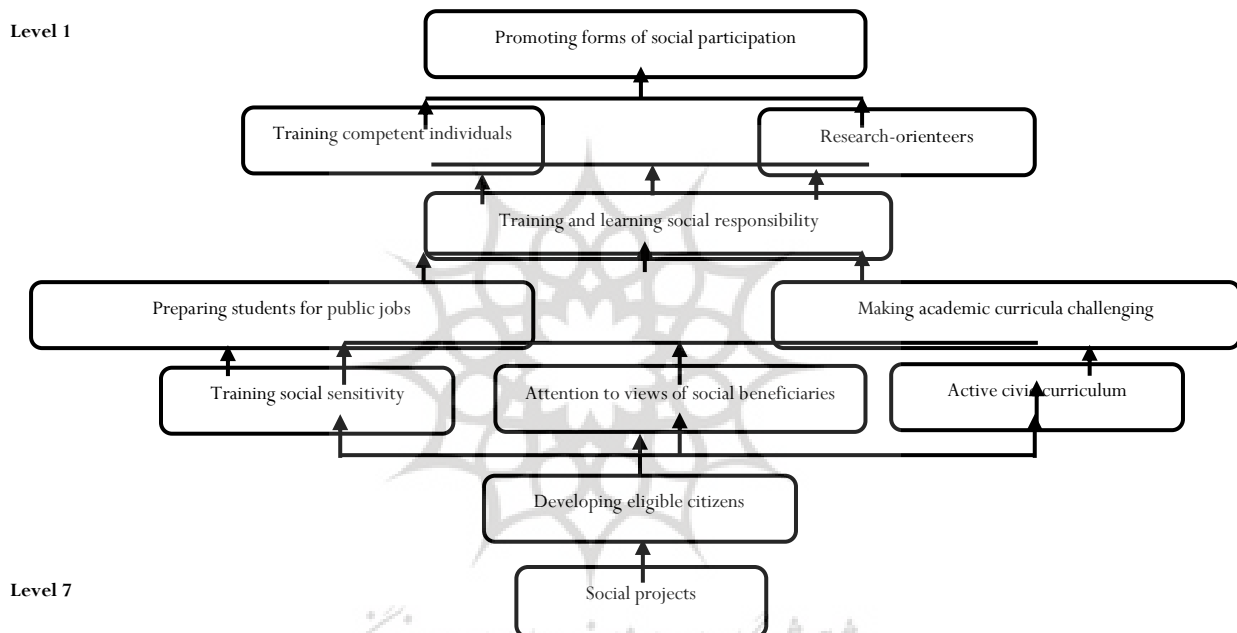 Level 1
Promoting forms of social participation
Training competent individuals
Research-orienteers
Training and learning social responsibility
Preparing students for public jobs
Making academic curricula challenging
Training social sensitivity
Attention to views of social beneficiaries
Active civic curriculum
Developing eligible citizens
Level 7
Social projects